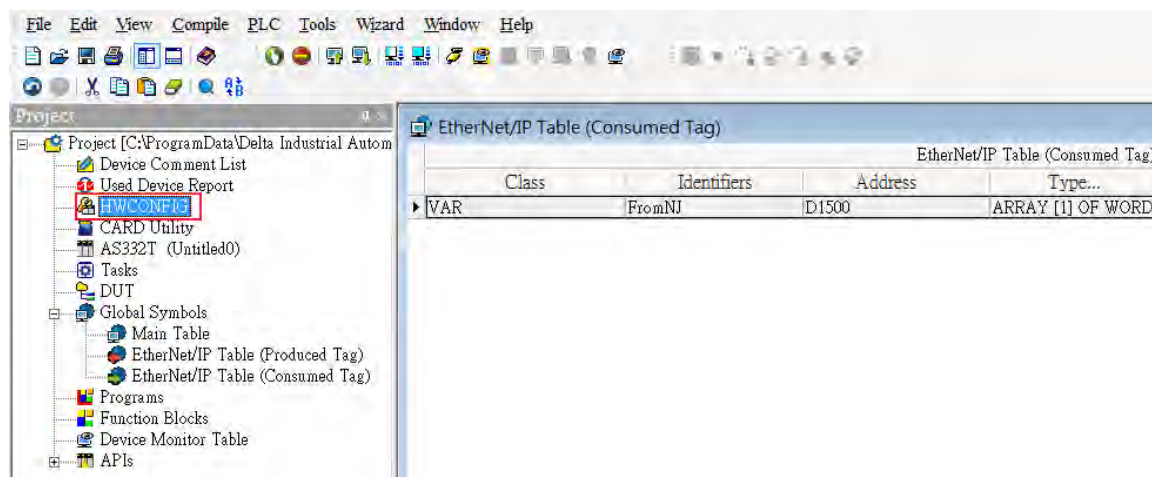 File Edit View Compile PLC Tools Wizard Window Help
Project
Project [C:\ProgramData\Delta Industrial Autom
Device Comment List
Used Device Report
HWCONFIG
CARD Utility
AS332T (Untitled0)
Tasks
DUT
Global Symbols
Main Table
EtherNet/IP Table (Produced Tag)
EtherNet/IP Table (Consumed Tag)
Programs
Function Blocks
Device Monitor Table
APIs
EtherNet/IP Table (Consumed Tag)
EtherNet/IP Table (Consumed Tag)
Class Identifiers Address Type...
VAR FromNJ D1500 ARRAY [1] OF WORD